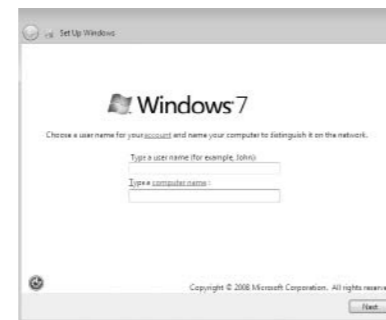 Set Up Windows
Windows 7
Choose a user name for your account and name your computer to distinguish it on the network.
Type a user name (for example, John):
Type a computer name :
Copyright © 2008 Microsoft Corporation. All rights reserve
Next